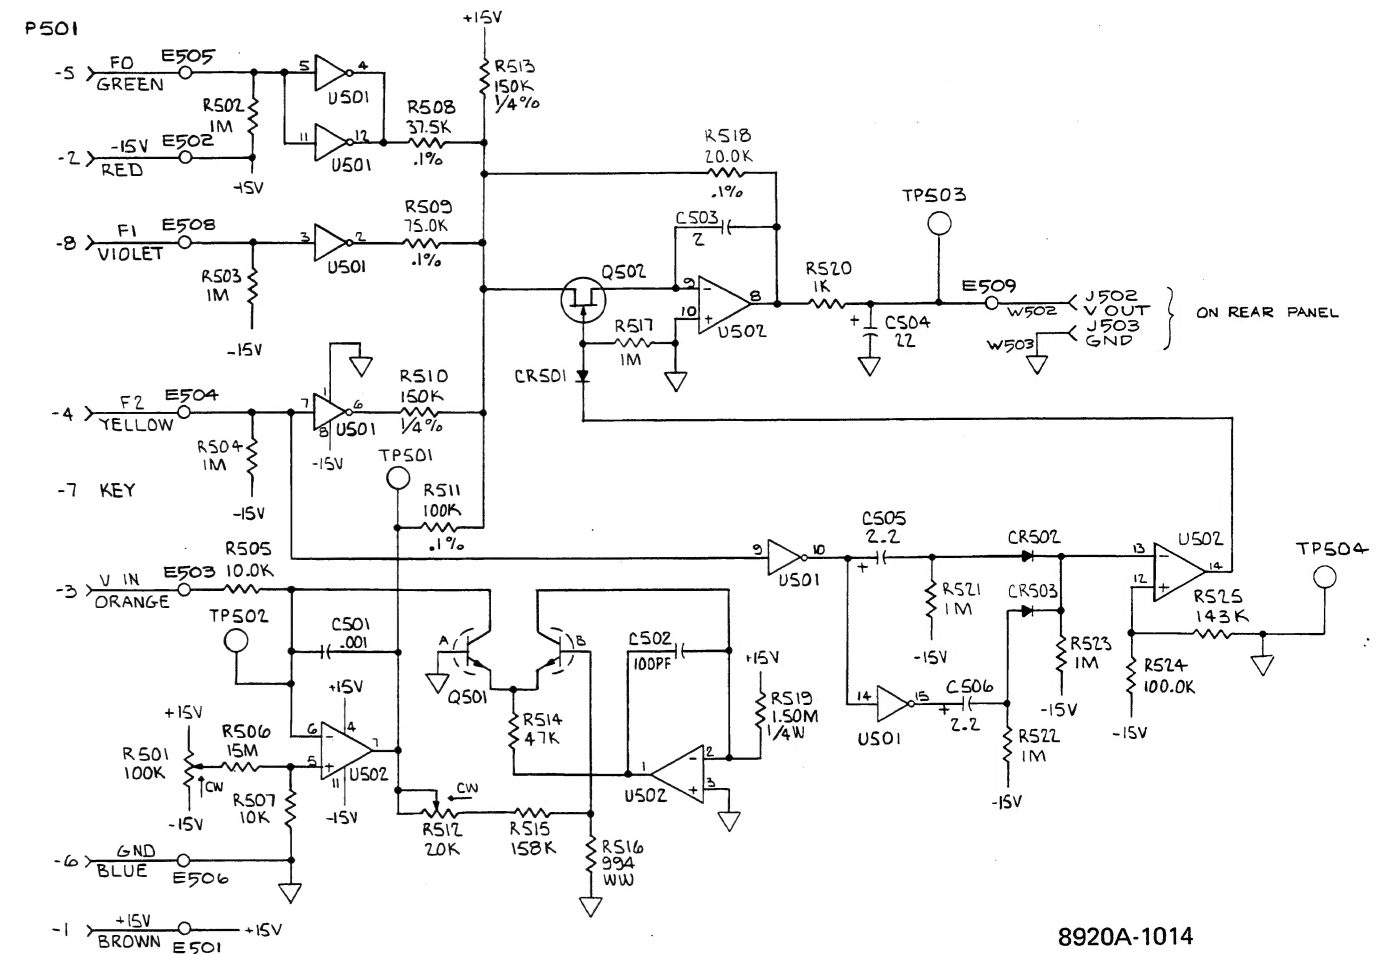 P501
-5 F0 GREEN E505
R502 1M
-2 -15V RED E502
-15V
5 4 U501
11 12 U501
R508 37.5K .1%
+15V
R513 150K 1/4%
-8 F1 VIOLET E508
R503 1M
-15V
3 2 U501
R509 75.0K .1%
R518 20.0K .1%
C503 2
Q502
9 - 8
10 + U502
R517 1M
CR501
R520 1K
+ C504 22
TP503
E509
W502 J502 V OUT
W503 J503 GND
ON REAR PANEL
-4 F2 YELLOW E504
R504 1M
-15V
7 1 6 8 U501
-15V
R510 150K 1/4%
TP501
R511 100K .1%
-7 KEY
-3 V IN ORANGE E503
R505 10.0K
TP502
C501 .001
+15V
R501 100K
CW
-15V
R506 15M
R507 10K
+15V
6 - 4 7
5 + 11 U502
-15V
A Q501 B
R514 47K
C502 100PF
+15V
R519 1.50M 1/4W
1 - 2
U502 + 3
CW
R512 20K
R515 158K
R516 994 WW
9 10 U501
C505 2.2
+
R521 1M
-15V
CR502
CR503
14 15 U501
C506 2.2
+
R522 1M
-15V
R523 1M
-15V
13 - U502
12 + 14
R525 143K
R524 100.0K
-15V
TP504
-6 GND BLUE E506
-1 +15V BROWN E501 +15V
8920A-1014